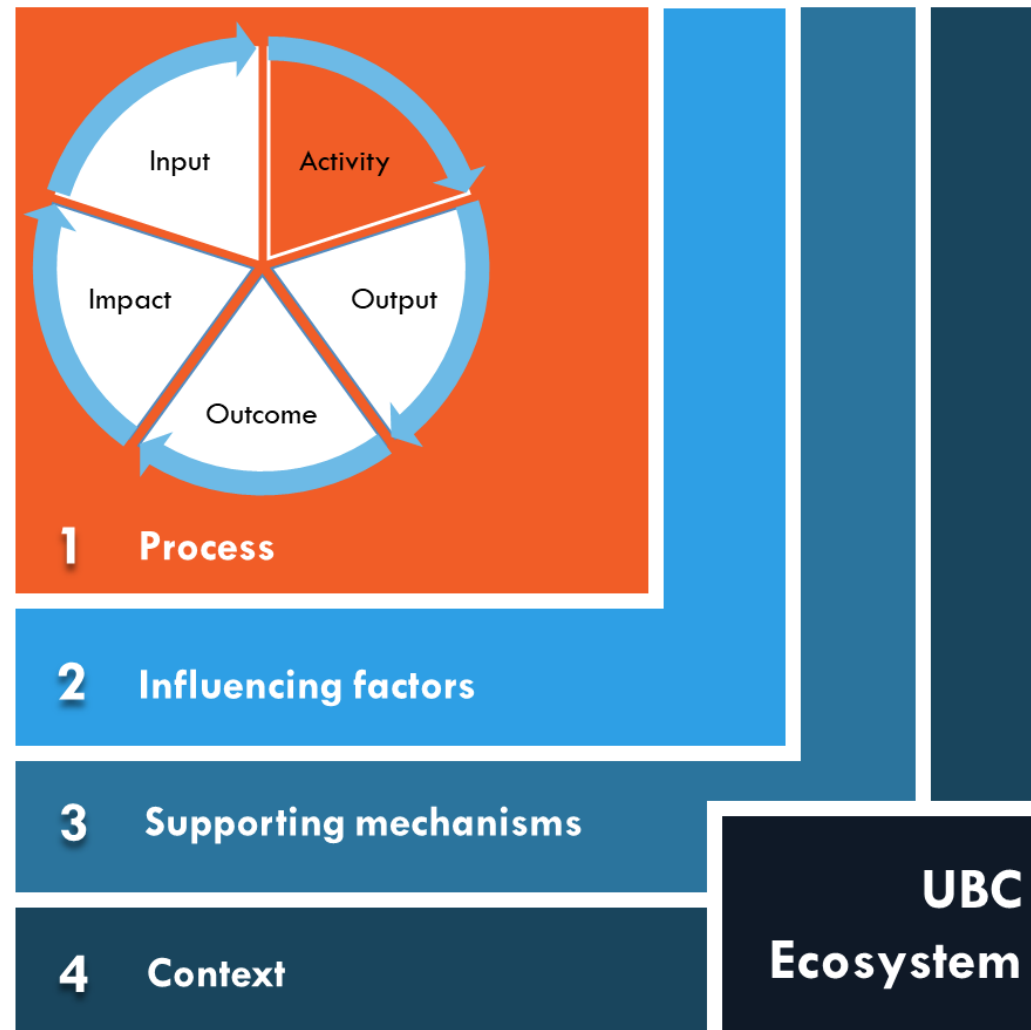 Input
Activity
Impact
Output
Outcome
1 Process
2 Influencing factors
3 Supporting mechanisms
4 Context
UBC
Ecosystem